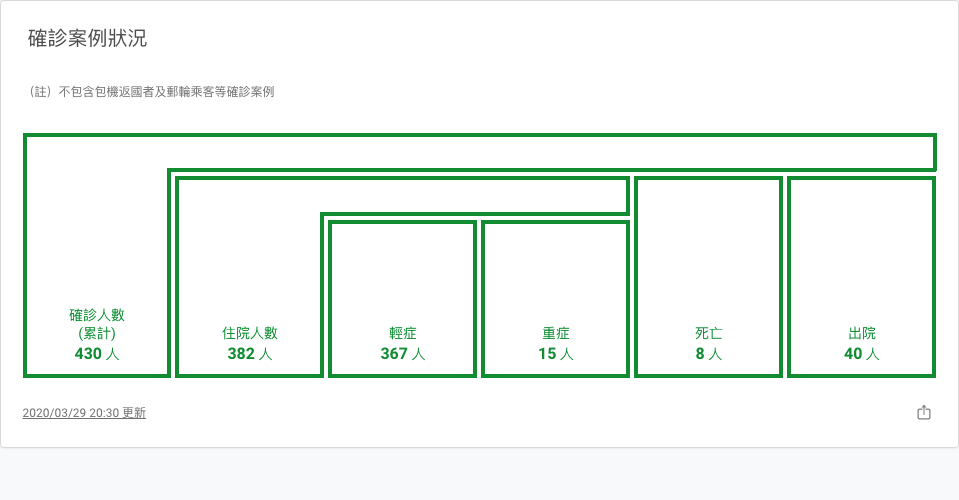 確診案例狀況
（註）不包含包機返國者及郵輪乘客等確診案例
確診人數
(累計)
430 人
住院人數
382 人
輕症
367 人
重症
15 人
死亡
8 人
出院
40 人
2020/03/29 20:30 更新